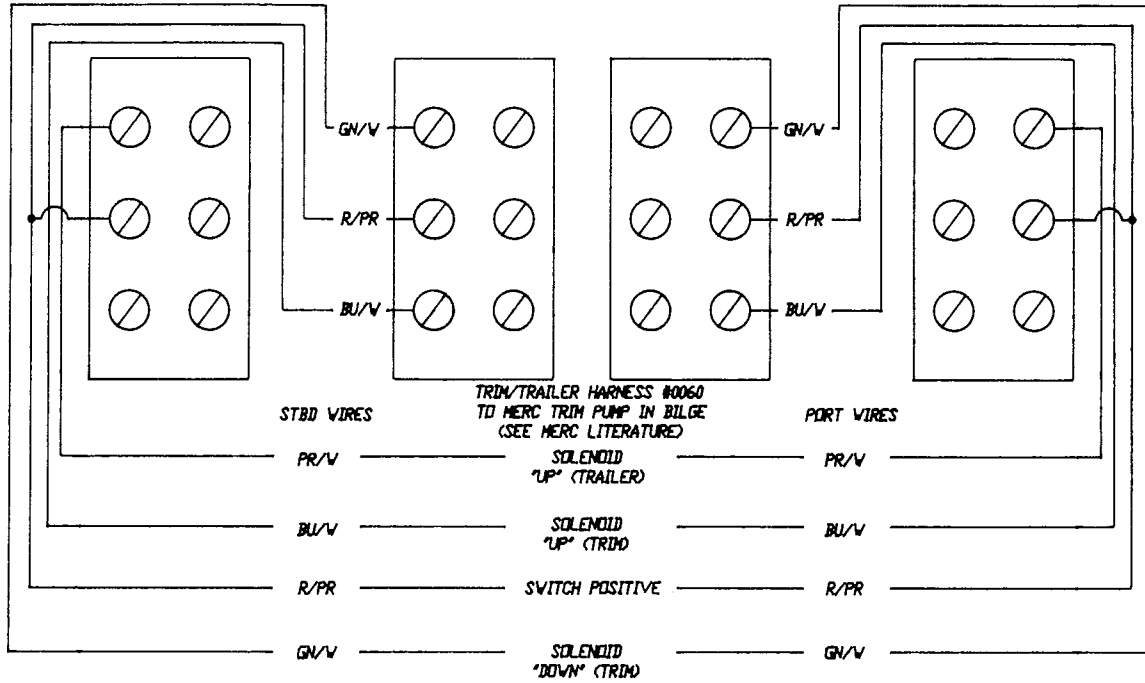 GN/W GN/W
R/PR R/PR
BU/W BU/W
TRIM/TRAILER HARNESS #0060
TO MERC TRIM PUMP IN BILGE
(SEE MERC LITERATURE)
STBD WIRES PORT WIRES
PR/W SOLENOID PR/W
"UP" (TRAILER)
BU/W SOLENOID BU/W
"UP" (TRIM)
R/PR SWITCH POSITIVE R/PR
GN/W SOLENOID GN/W
"DOWN" (TRIM)